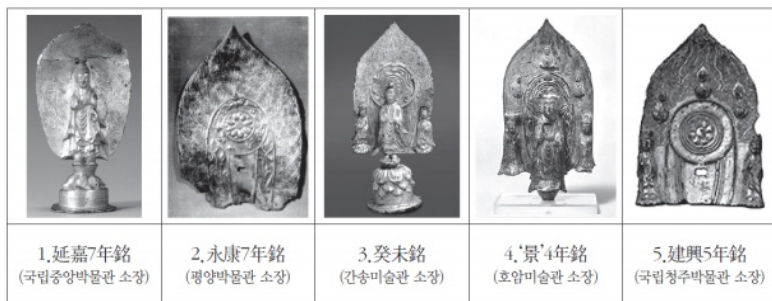 1.延嘉7年銘
(국립중앙박물관 소장)
2.永康7年銘
(평양박물관 소장)
3.癸未銘
(간송미술관 소장)
4.‘景’4年銘
(호암미술관 소장)
5.建興5年銘
(국립청주박물관 소장)